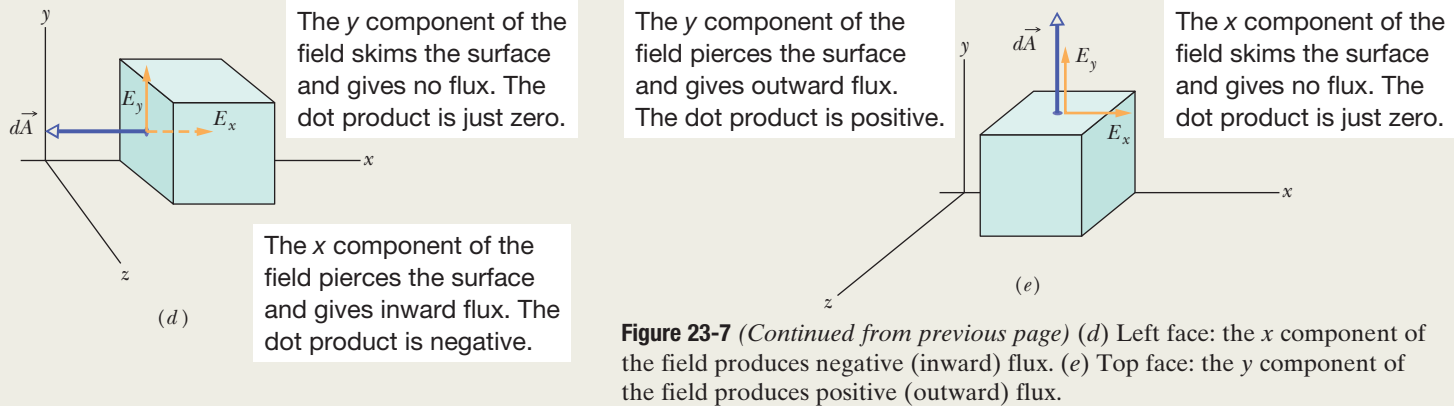 y
The y component of the
field skims the surface
and gives no flux. The
dot product is just zero.
E_y
dA⃗
E_x
x
z
The x component of the
field pierces the surface
and gives inward flux. The
dot product is negative.
(d)
The y component of the
field pierces the surface
and gives outward flux.
The dot product is positive.
y
dA⃗
E_y
The x component of the
field skims the surface
and gives no flux. The
dot product is just zero.
E_x
x
z
(e)
Figure 23-7 (Continued from previous page) (d) Left face: the x component of
the field produces negative (inward) flux. (e) Top face: the y component of
the field produces positive (outward) flux.